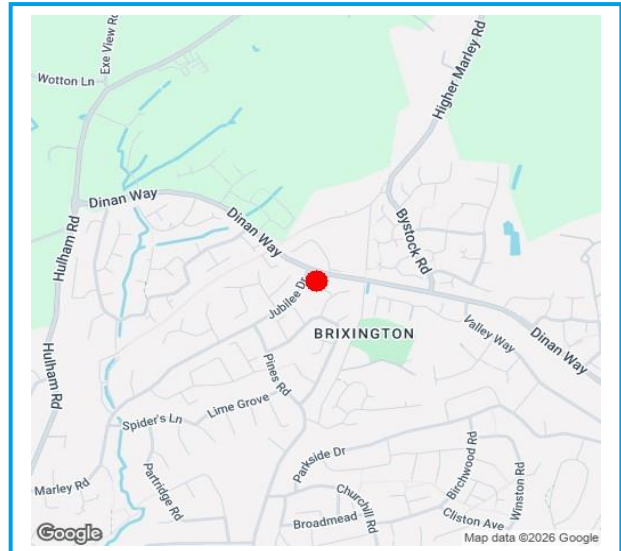 Exe View Rd
Wotton Ln
Higher Marley Rd
Dinan Way
Dinan Way
Hulham Rd
Bystock Rd
Jubilee Dr
Dinan Way
Valley Way
BRIXINGTON
Hulham Rd
Pines Rd
Lime Grove
Spider's Ln
Parkside Dr
Birchwood Rd
Winston Rd
Partridge Rd
Marley Rd
Churchill Rd
Broadmead
Cliston Ave
Google
Map data ©2026 Google